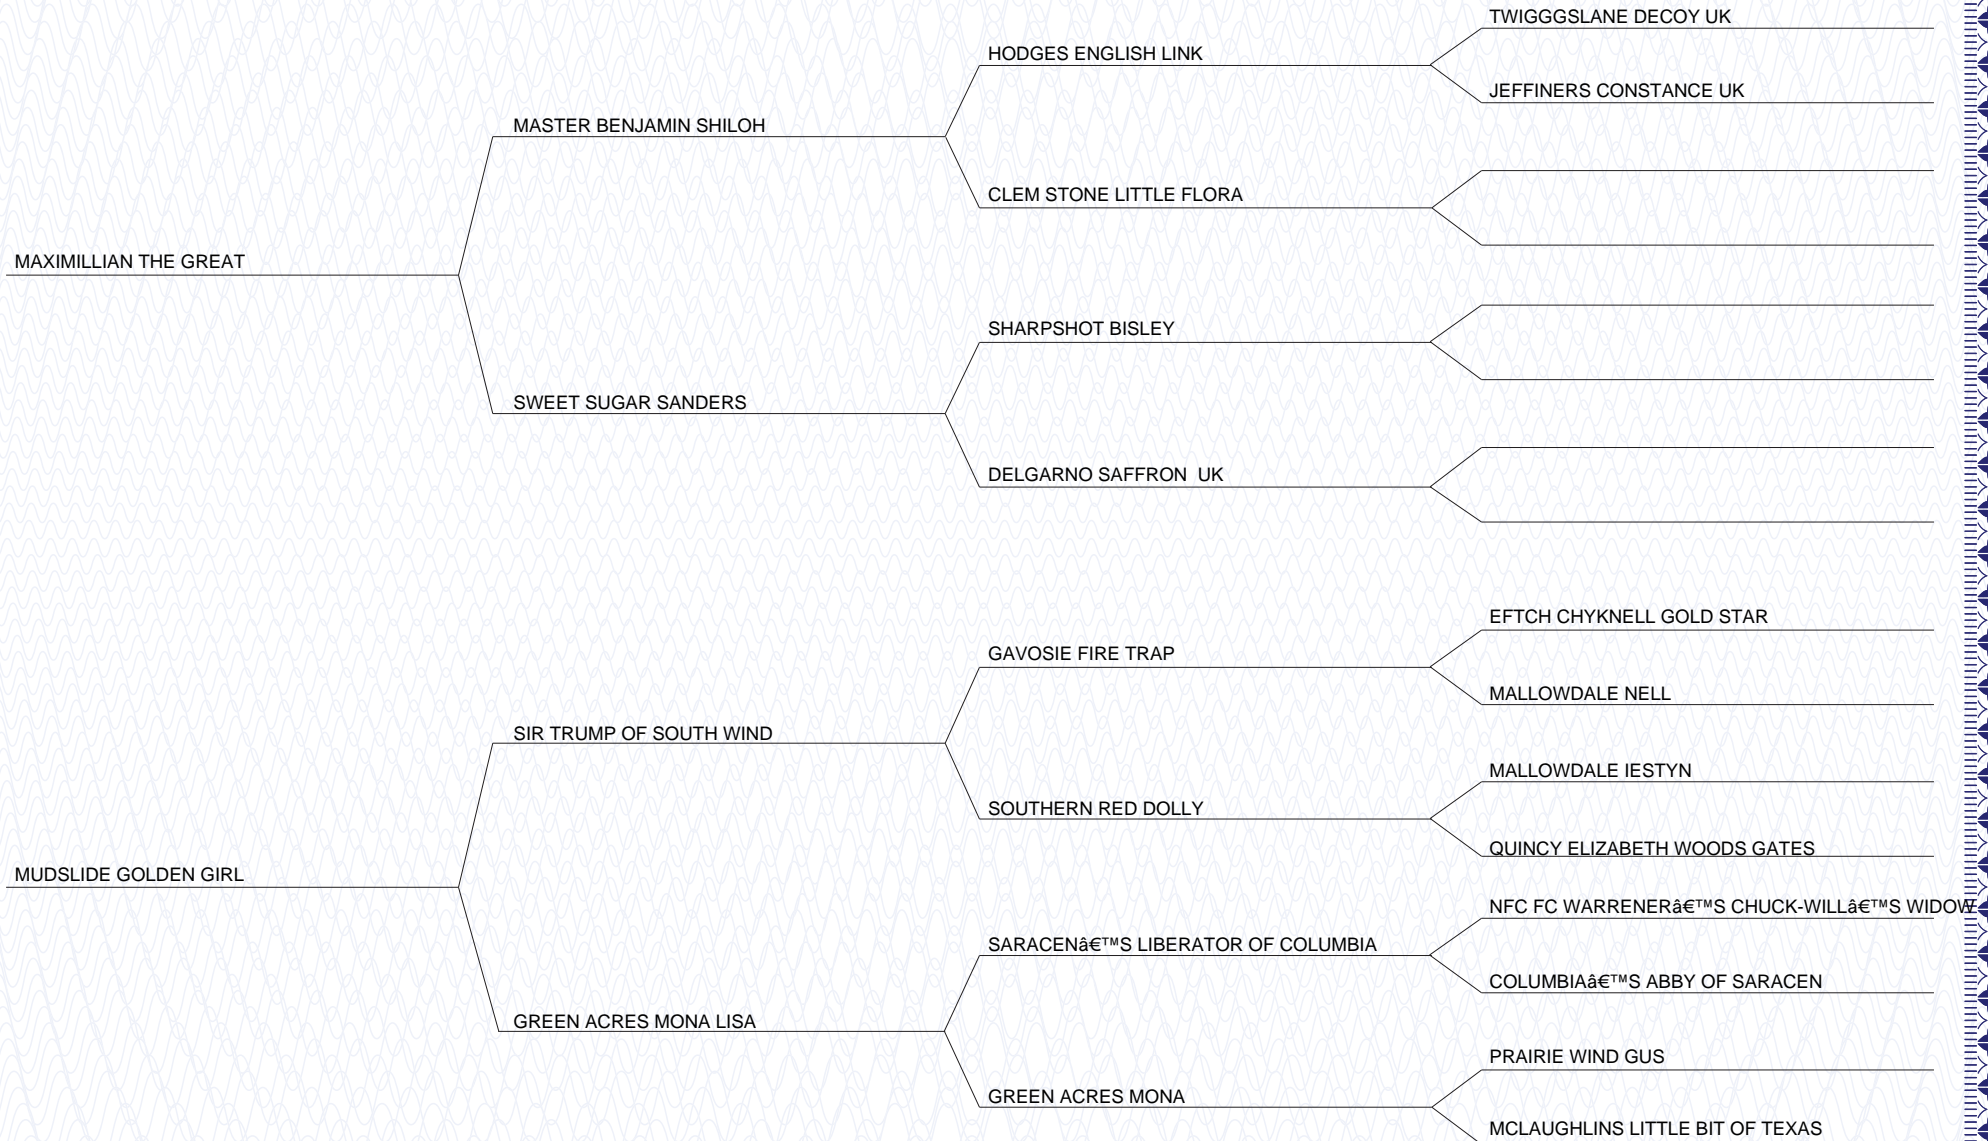 TWIGGGSLANE DECOY UK
HODGES ENGLISH LINK
JEFFINERS CONSTANCE UK
MASTER BENJAMIN SHILOH
CLEM STONE LITTLE FLORA
MAXIMILLIAN THE GREAT
SHARPSHOT BISLEY
SWEET SUGAR SANDERS
DELGARNO SAFFRON  UK
EFTCH CHYKNELL GOLD STAR
GAVOSIE FIRE TRAP
MALLOWDALE NELL
SIR TRUMP OF SOUTH WIND
MALLOWDALE IESTYN
SOUTHERN RED DOLLY
QUINCY ELIZABETH WOODS GATES
MUDSLIDE GOLDEN GIRL
NFC FC WARRENERâ€™S CHUCK-WILLâ€™S WIDOW
SARACENâ€™S LIBERATOR OF COLUMBIA
COLUMBIAâ€™S ABBY OF SARACEN
GREEN ACRES MONA LISA
PRAIRIE WIND GUS
GREEN ACRES MONA
MCLAUGHLINS LITTLE BIT OF TEXAS